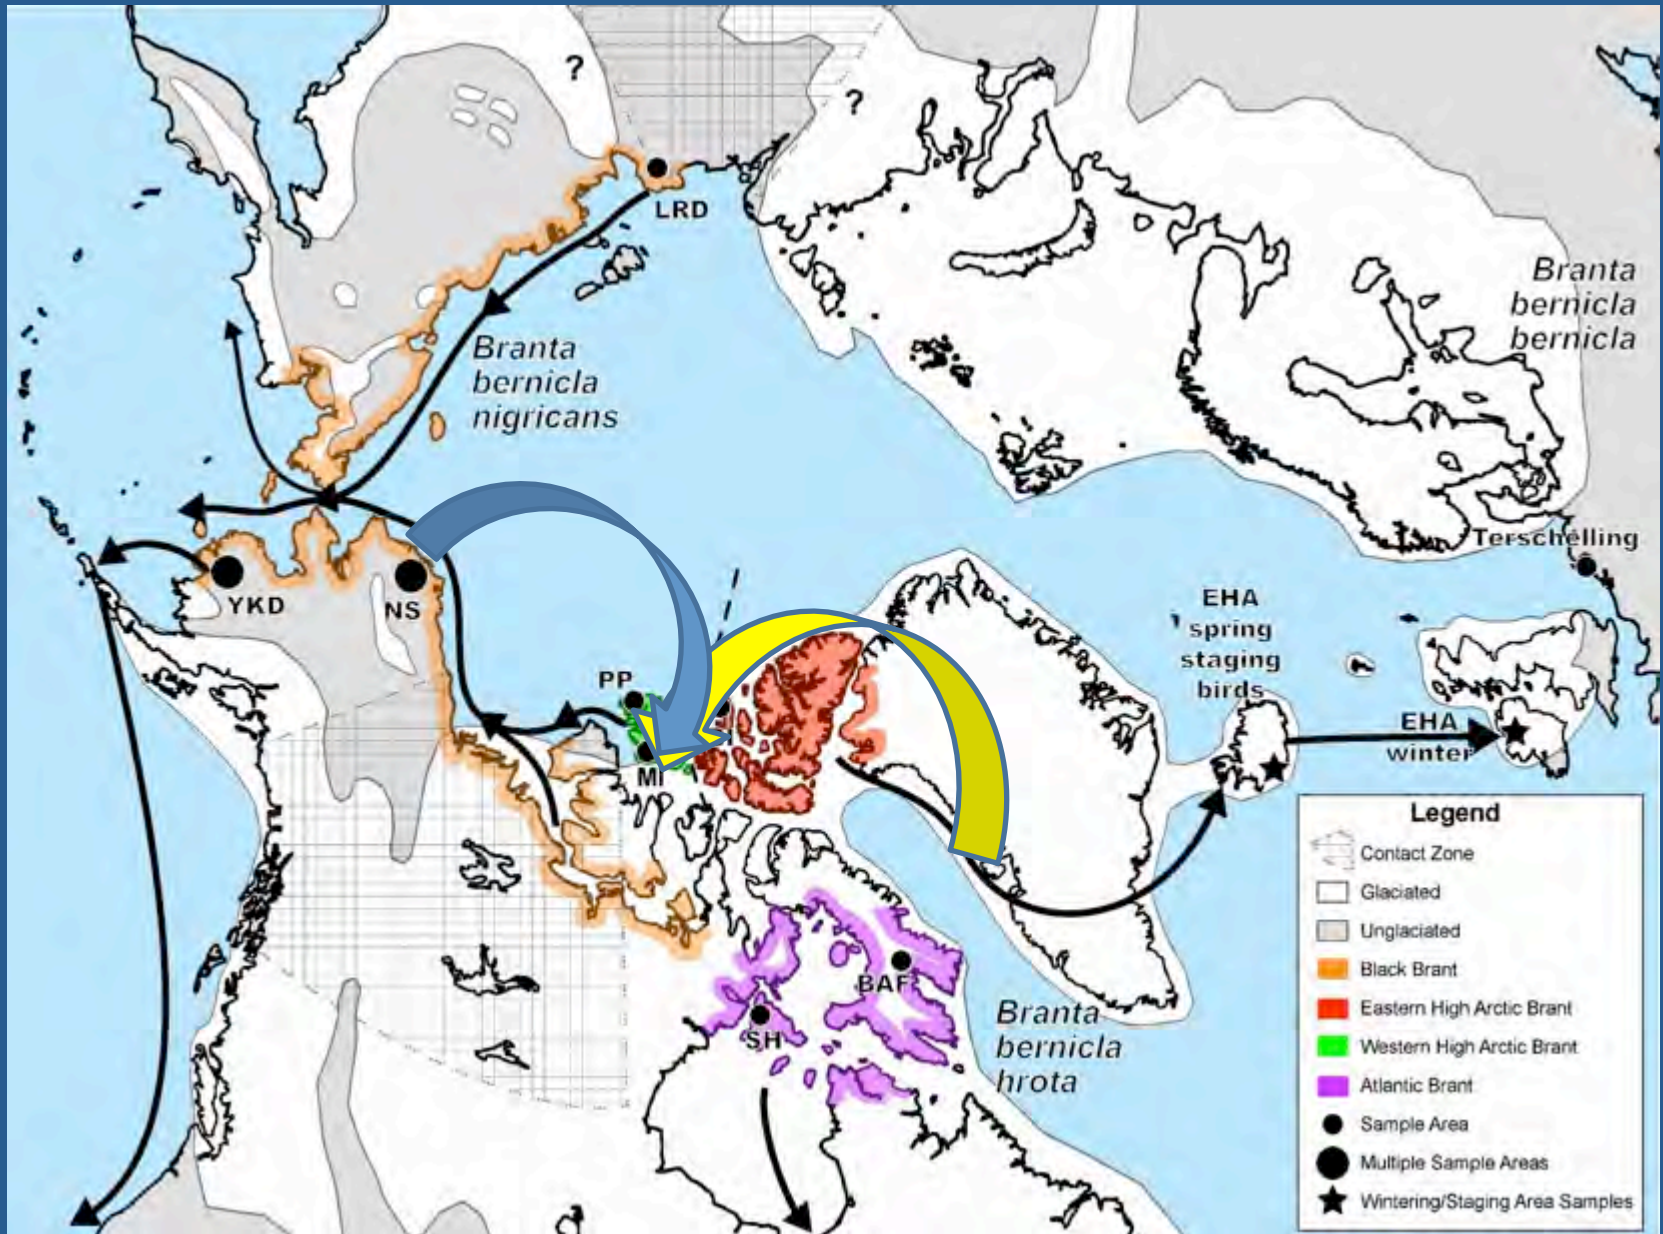 ?
?
LRD
Branta
bernicla
bernicla
Branta
bernicla
nigricans
Terschelling
YKD
NS
EHA
spring
staging
birds
PP
EHA
winter
MI
Legend
Contact Zone
Glaciated
Unglaciated
Black Brant
Eastern High Arctic Brant
Western High Arctic Brant
Atlantic Brant
Sample Area
Multiple Sample Areas
Wintering/Staging Area Samples
BAF
SH
Branta
bernicla
hrota